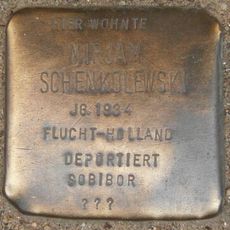 HIER WOHNTE
MIRJAM
SCHENKOLEWSKI
JG. 1934
FLUCHT-HOLLAND
DEPORTIERT
SOBIBOR
???